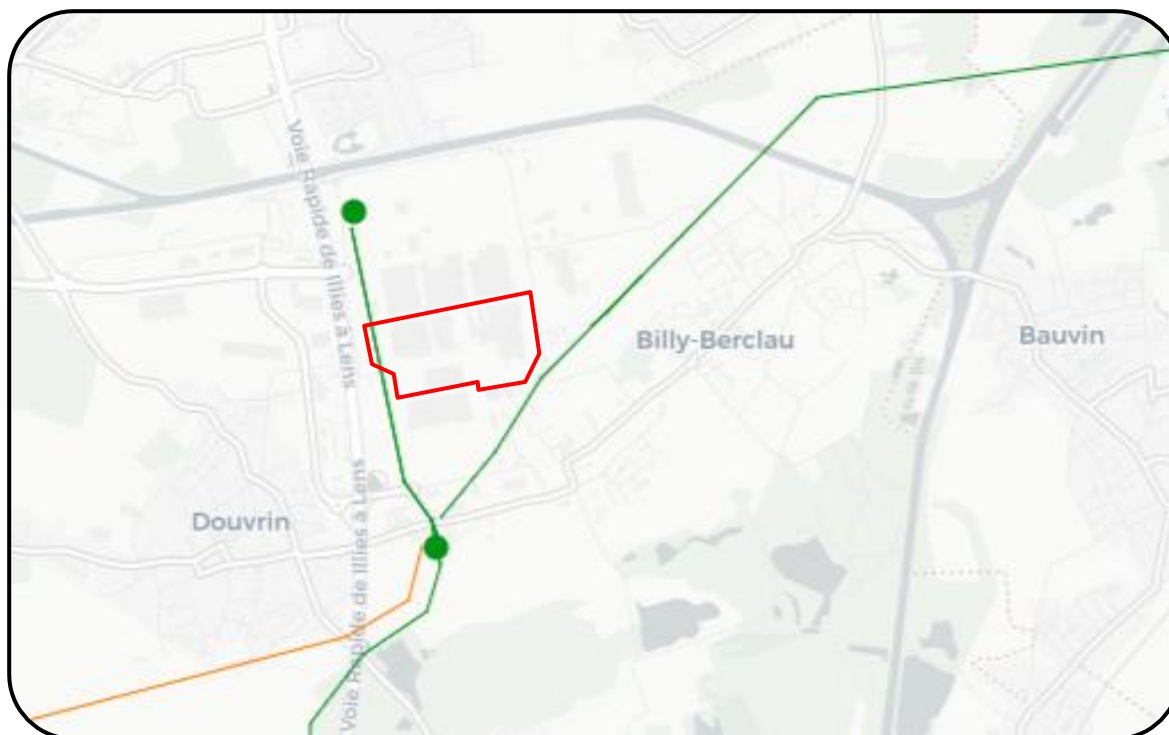 Voie Rapide de Illies à Lens
Billy-Berclau
Bauvin
Douvrin
Voie Rapide de Illies à Lens